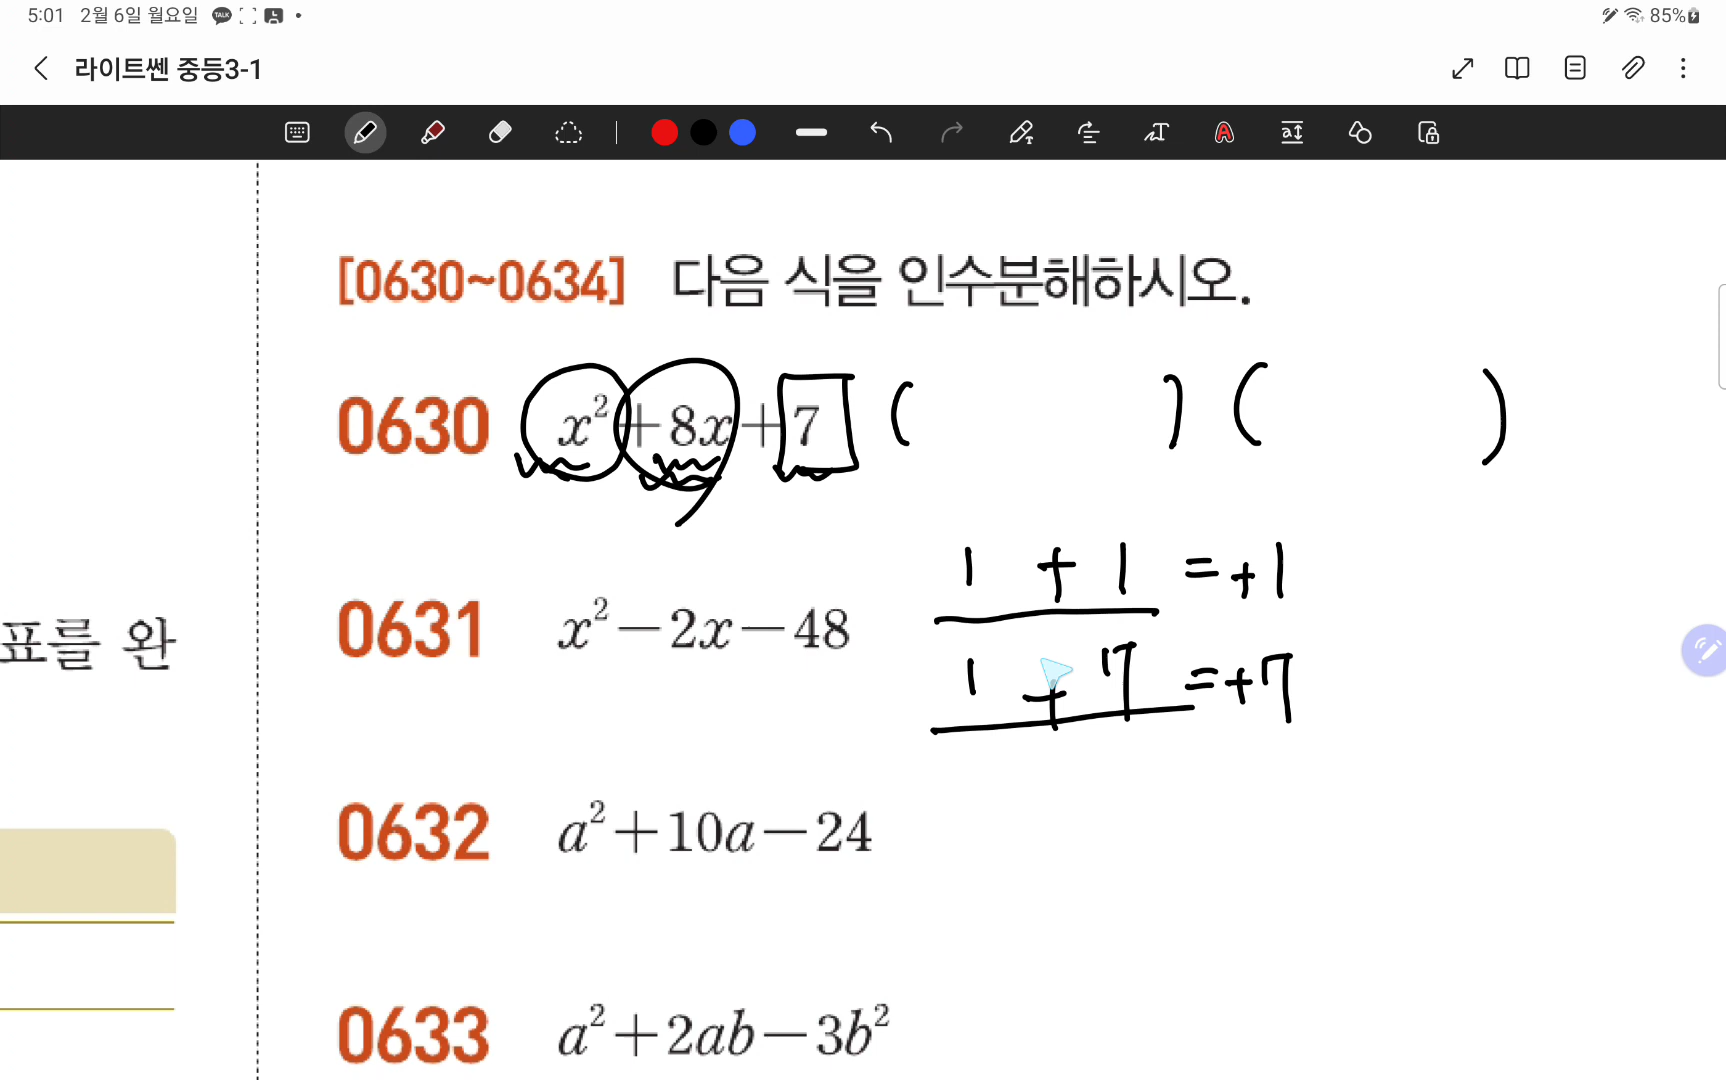 5:01 2월 6일 월요일 TALK 85%
라이트쎈 중등3-1
[0630~0634] 다음 식을 인수분해하시오.
0630 x²+8x+7 ( ) ( )
1 + 1 = +1
0631 x²-2x-48
1 + 7 = +7
표를 완
0632 a²+10a-24
0633 a²+2ab-3b²